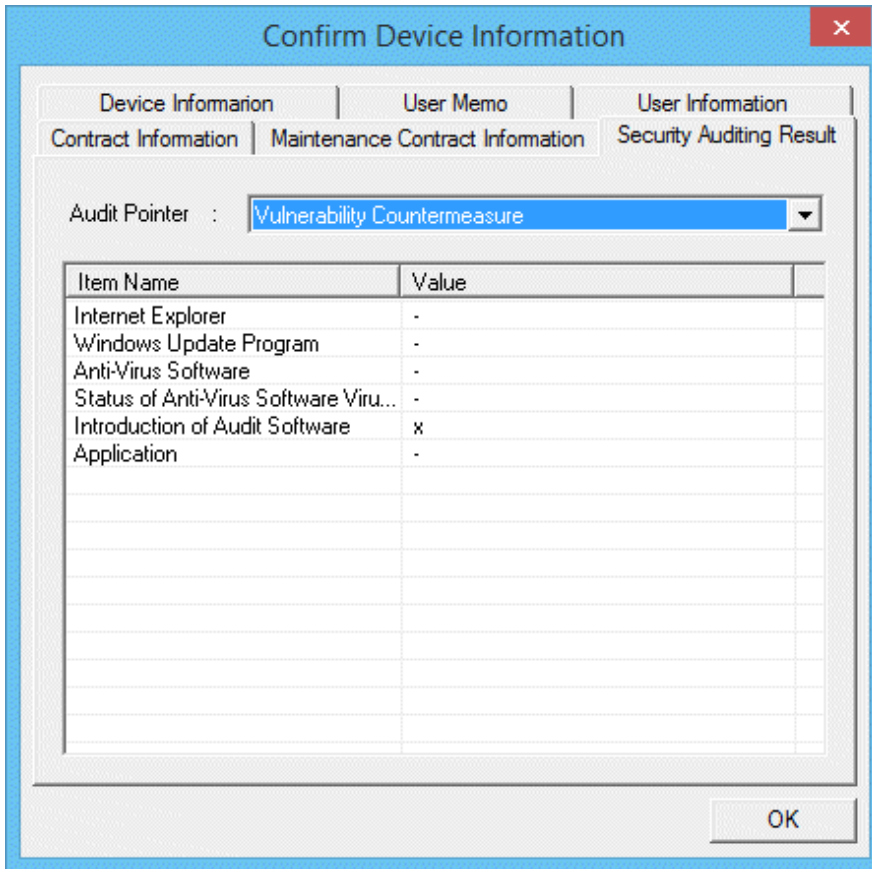 Confirm Device Information
Device Informarion User Memo User Information
Contract Information Maintenance Contract Information Security Auditing Result
Audit Pointer : Vulnerability Countermeasure
Item Name Value
Internet Explorer -
Windows Update Program -
Anti-Virus Software -
Status of Anti-Virus Software Viru... -
Introduction of Audit Software x
Application -
OK